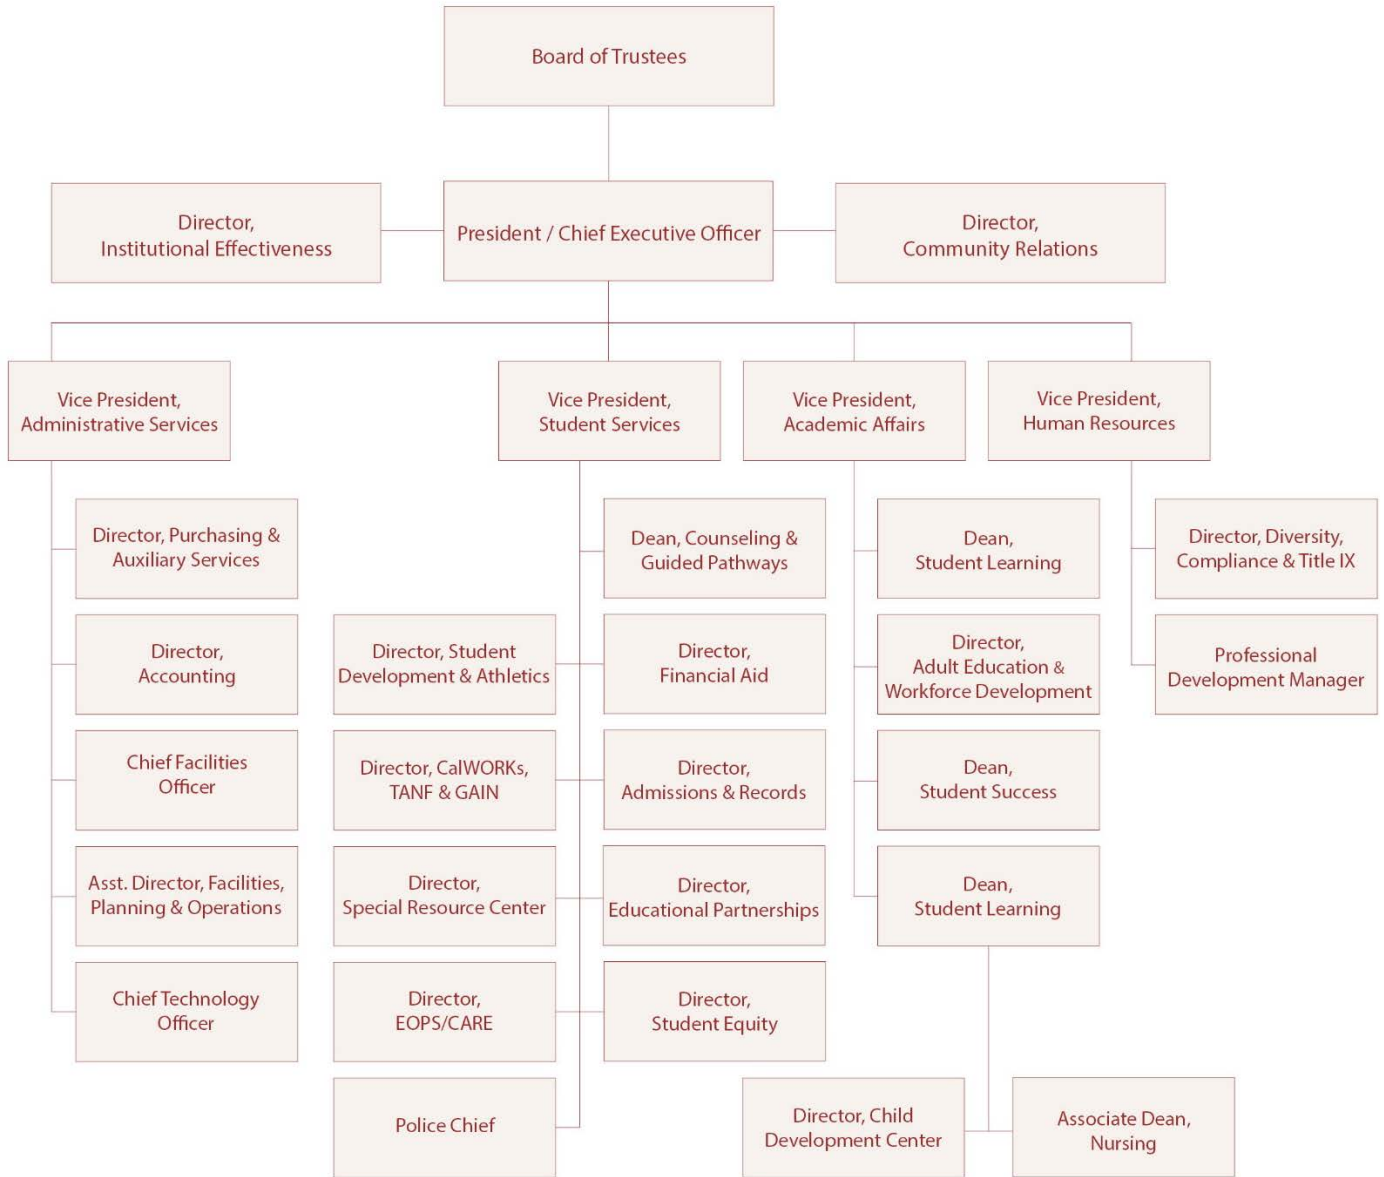 Board of Trustees
Director,
Institutional Effectiveness
President / Chief Executive Officer
Director,
Community Relations
Vice President,
Administrative Services
Vice President,
Student Services
Vice President,
Academic Affairs
Vice President,
Human Resources
Director, Purchasing &
Auxiliary Services
Dean, Counseling &
Guided Pathways
Dean,
Student Learning
Director, Diversity,
Compliance & Title IX
Director,
Accounting
Director, Student
Development & Athletics
Director,
Financial Aid
Director,
Adult Education &
Workforce Development
Professional
Development Manager
Chief Facilities
Officer
Director, CalWORKs,
TANF & GAIN
Director,
Admissions & Records
Dean,
Student Success
Asst. Director, Facilities,
Planning & Operations
Director,
Special Resource Center
Director,
Educational Partnerships
Dean,
Student Learning
Chief Technology
Officer
Director,
EOPS/CARE
Director,
Student Equity
Police Chief
Director, Child
Development Center
Associate Dean,
Nursing